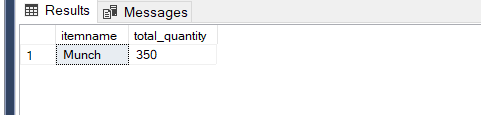 Results Messages
itemname total_quantity
1 Munch 350